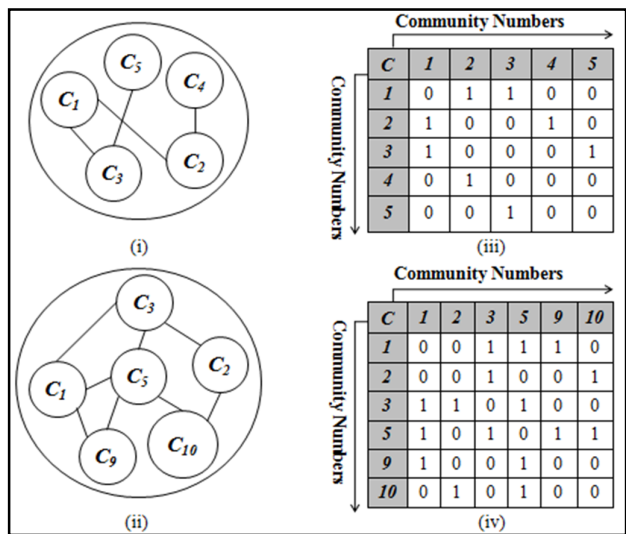 C5
C4
C1
C2
C3
(i)
Community Numbers
Community Numbers
C 1 2 3 4 5
1 0 1 1 0 0
2 1 0 0 1 0
3 1 0 0 0 1
4 0 1 0 0 0
5 0 0 1 0 0
(iii)
C3
C2
C5
C1
C10
C9
(ii)
Community Numbers
Community Numbers
C 1 2 3 5 9 10
1 0 0 1 1 1 0
2 0 0 1 0 0 1
3 1 1 0 1 0 0
5 1 0 1 0 1 1
9 1 0 0 1 0 0
10 0 1 0 1 0 0
(iv)